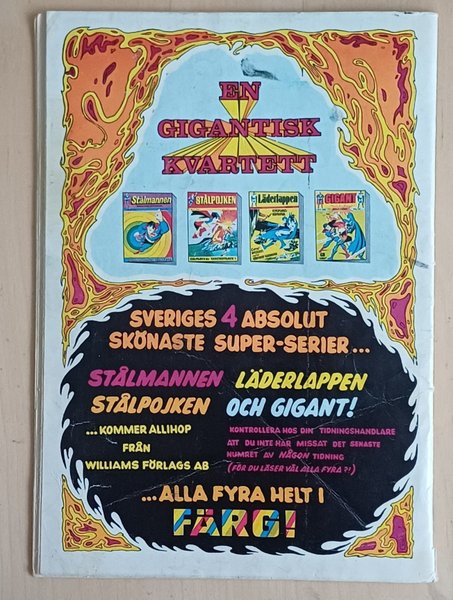 EN
GIGANTISK
KVARTETT
Stålmannen
STÅLPOJKEN
Läderlappen
GIGANT
SVERIGES 4 ABSOLUT
SKÖNASTE SUPER-SERIER...
STÅLMANNEN LÄDERLAPPEN
STÅLPOJKEN OCH GIGANT!
...KOMMER ALLIHOP
FRÅN
WILLIAMS FÖRLAGS AB
KONTROLLERA HOS DIN TIDNINGSHANDLARE
ATT DU INTE HAR MISSAT DET SENASTE
NUMRET AV NÅGON TIDNING
(FÖR DU LÄSER VÄL ALLA FYRA?!)
...ALLA FYRA HELT I
FÄRG!